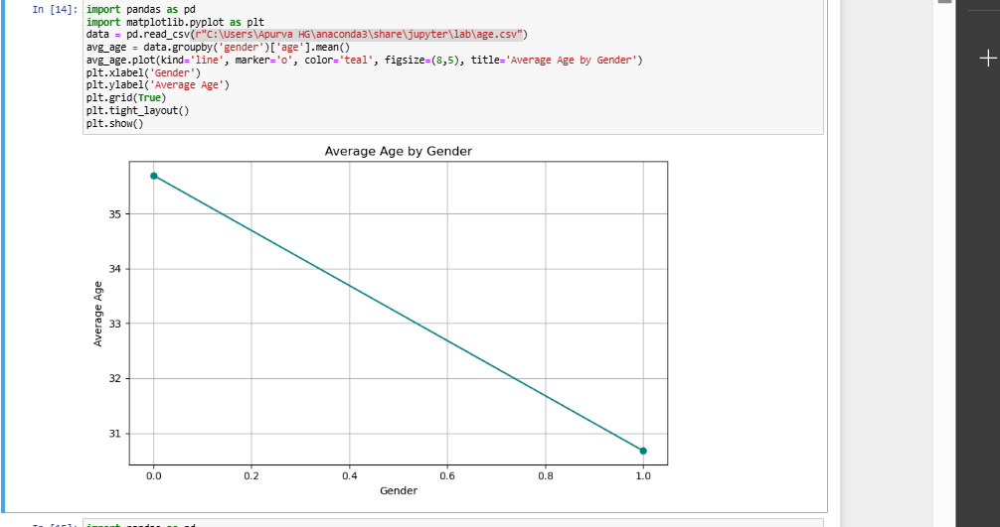 In [14]: import pandas as pd
import matplotlib.pyplot as plt
data = pd.read_csv(r"C:\Users\Apurva HG\anaconda3\share\jupyter\lab\age.csv")
avg_age = data.groupby('gender')['age'].mean()
avg_age.plot(kind='line', marker='o', color='teal', figsize=(8,5), title='Average Age by Gender')
plt.xlabel('Gender')
plt.ylabel('Average Age')
plt.grid(True)
plt.tight_layout()
plt.show()
Average Age by Gender
35
34
33
32
31
Average Age
0.0 0.2 0.4 0.6 0.8 1.0
Gender
In [15]: import pandas as pd